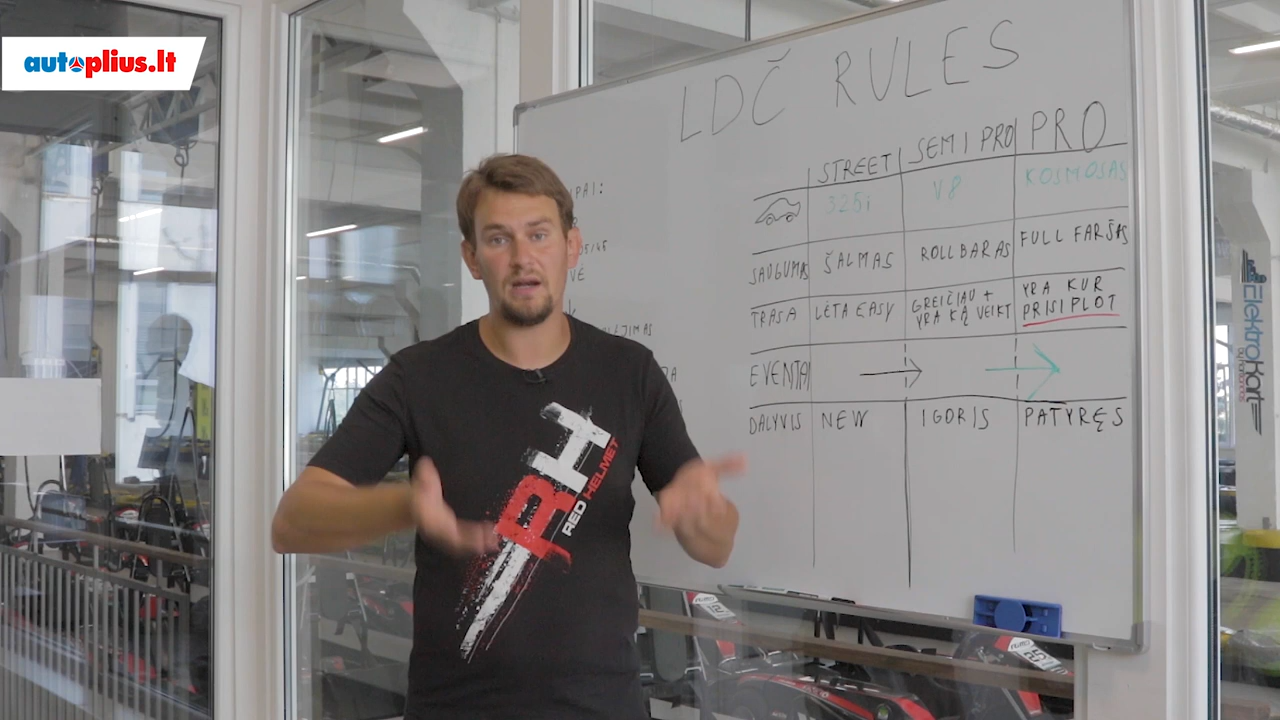 autoplius.lt
LDČ RULES
STREET SEMI PRO PRO
325i V8 KOSMOSAS
SAUGUMAS ŠALMAS ROLLBARAS FULL FARŠAS
TRASA LĖTA EASY GREIČIAU + YRA KĄ VEIKT YRA KUR PRISIPLOT
EVENTAI
DALYVIS NEW IGORIS PATYRĘS
RH
RED HELMET
ElektroKart